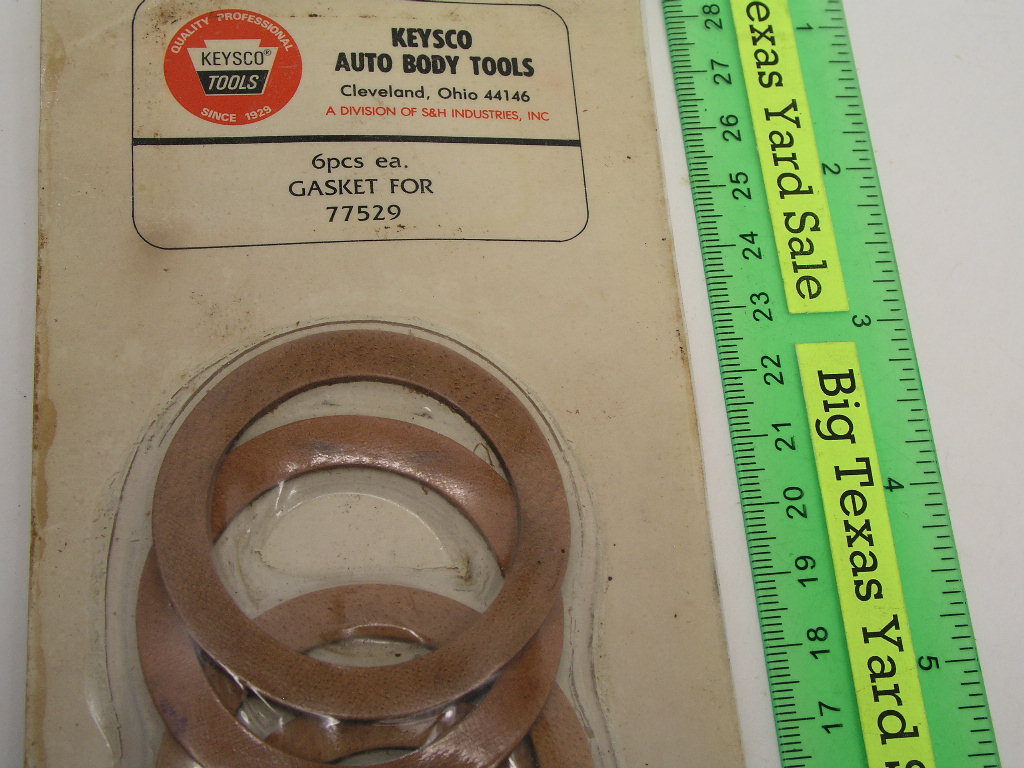 QUALITY PROFESSIONAL
KEYSCO®
TOOLS
SINCE 1929
KEYSCO
AUTO BODY TOOLS
Cleveland, Ohio 44146
A DIVISION OF S&H INDUSTRIES, INC
6pcs ea.
GASKET FOR
77529
exas Yard Sale
Big Texas Yard S
28
27
26
25
24
23
22
21
20
19
18
17
1
2
3
4
5